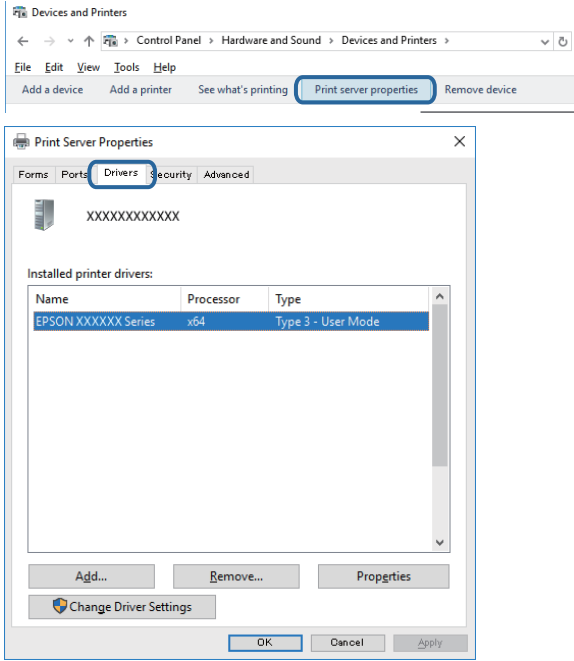 Devices and Printers
Control Panel > Hardware and Sound > Devices and Printers >
File Edit View Tools Help
Add a device Add a printer See what's printing Print server properties Remove device
Print Server Properties
Forms Ports Drivers Security Advanced
XXXXXXXXXXXX
Installed printer drivers:
Name Processor Type
EPSON XXXXXX Series x64 Type 3 - User Mode
Add... Remove... Properties
Change Driver Settings
OK Cancel Apply